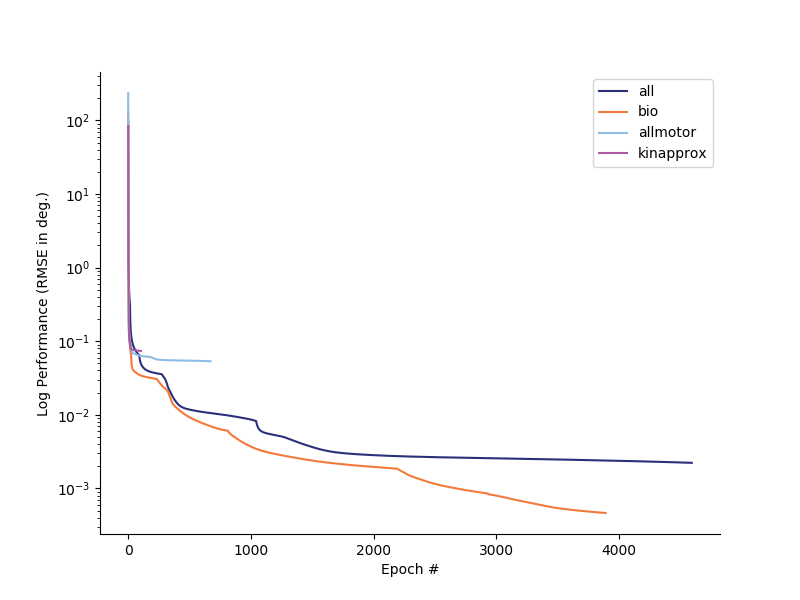 all
bio
allmotor
kinapprox
Log Performance (RMSE in deg.)
10²
10¹
10⁰
10⁻¹
10⁻²
10⁻³
0 1000 2000 3000 4000
Epoch #